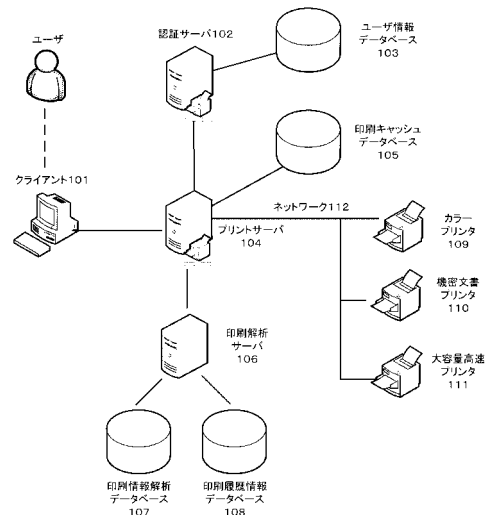 ユーザ
認証サーバ102
ユーザ情報
データベース
103
印刷キャッシュ
データベース
105
クライアント101
プリントサーバ
104
ネットワーク112
カラー
プリンタ
109
機密文書
プリンタ
110
印刷解析
サーバ
106
大容量高速
プリンタ
111
印刷情報解析
データベース
107
印刷履歴情報
データベース
108